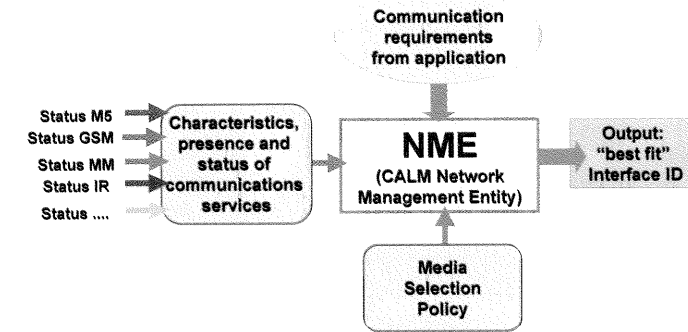 Communication
requirements
from application
Status M5
Status GSM
Status MM
Status IR
Status ....
Characteristics,
presence and
status of
communications
services
NME
(CALM Network
Management Entity)
Output:
"best fit"
Interface ID
Media
Selection
Policy